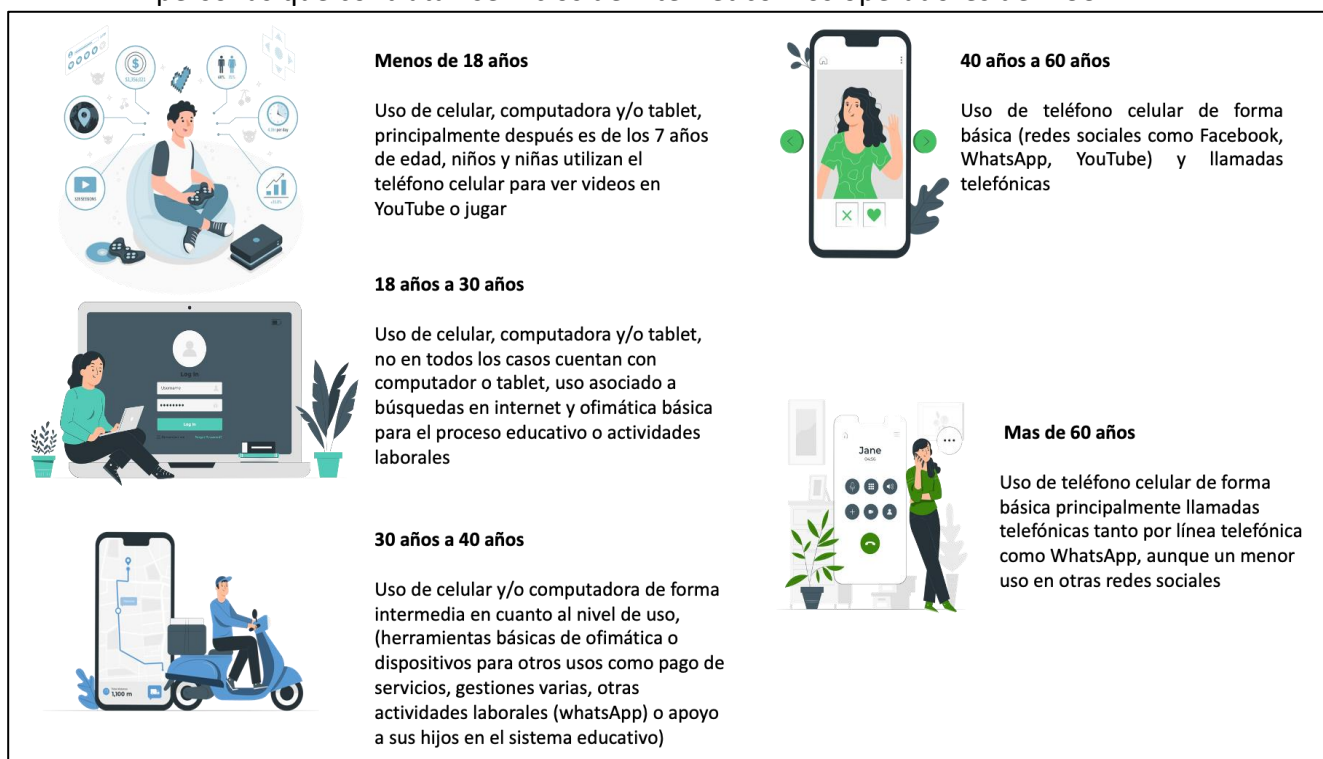 Menos de 18 años
Uso de celular, computadora y/o tablet,
principalmente después es de los 7 años
de edad, niños y niñas utilizan el
teléfono celular para ver videos en
YouTube o jugar
18 años a 30 años
Uso de celular, computadora y/o tablet,
no en todos los casos cuentan con
computador o tablet, uso asociado a
búsquedas en internet y ofimática básica
para el proceso educativo o actividades
laborales
Log In
Username
Log In
30 años a 40 años
Uso de celular y/o computadora de forma
intermedia en cuanto al nivel de uso,
(herramientas básicas de ofimática o
dispositivos para otros usos como pago de
servicios, gestiones varias, otras
actividades laborales (whatsApp) o apoyo
a sus hijos en el sistema educativo)
1,100 m
40 años a 60 años
Uso de teléfono celular de forma
básica (redes sociales como Facebook,
WhatsApp, YouTube) y llamadas
telefónicas
Jane
Mas de 60 años
Uso de teléfono celular de forma
básica principalmente llamadas
telefónicas tanto por línea telefónica
como WhatsApp, aunque un menor
uso en otras redes sociales